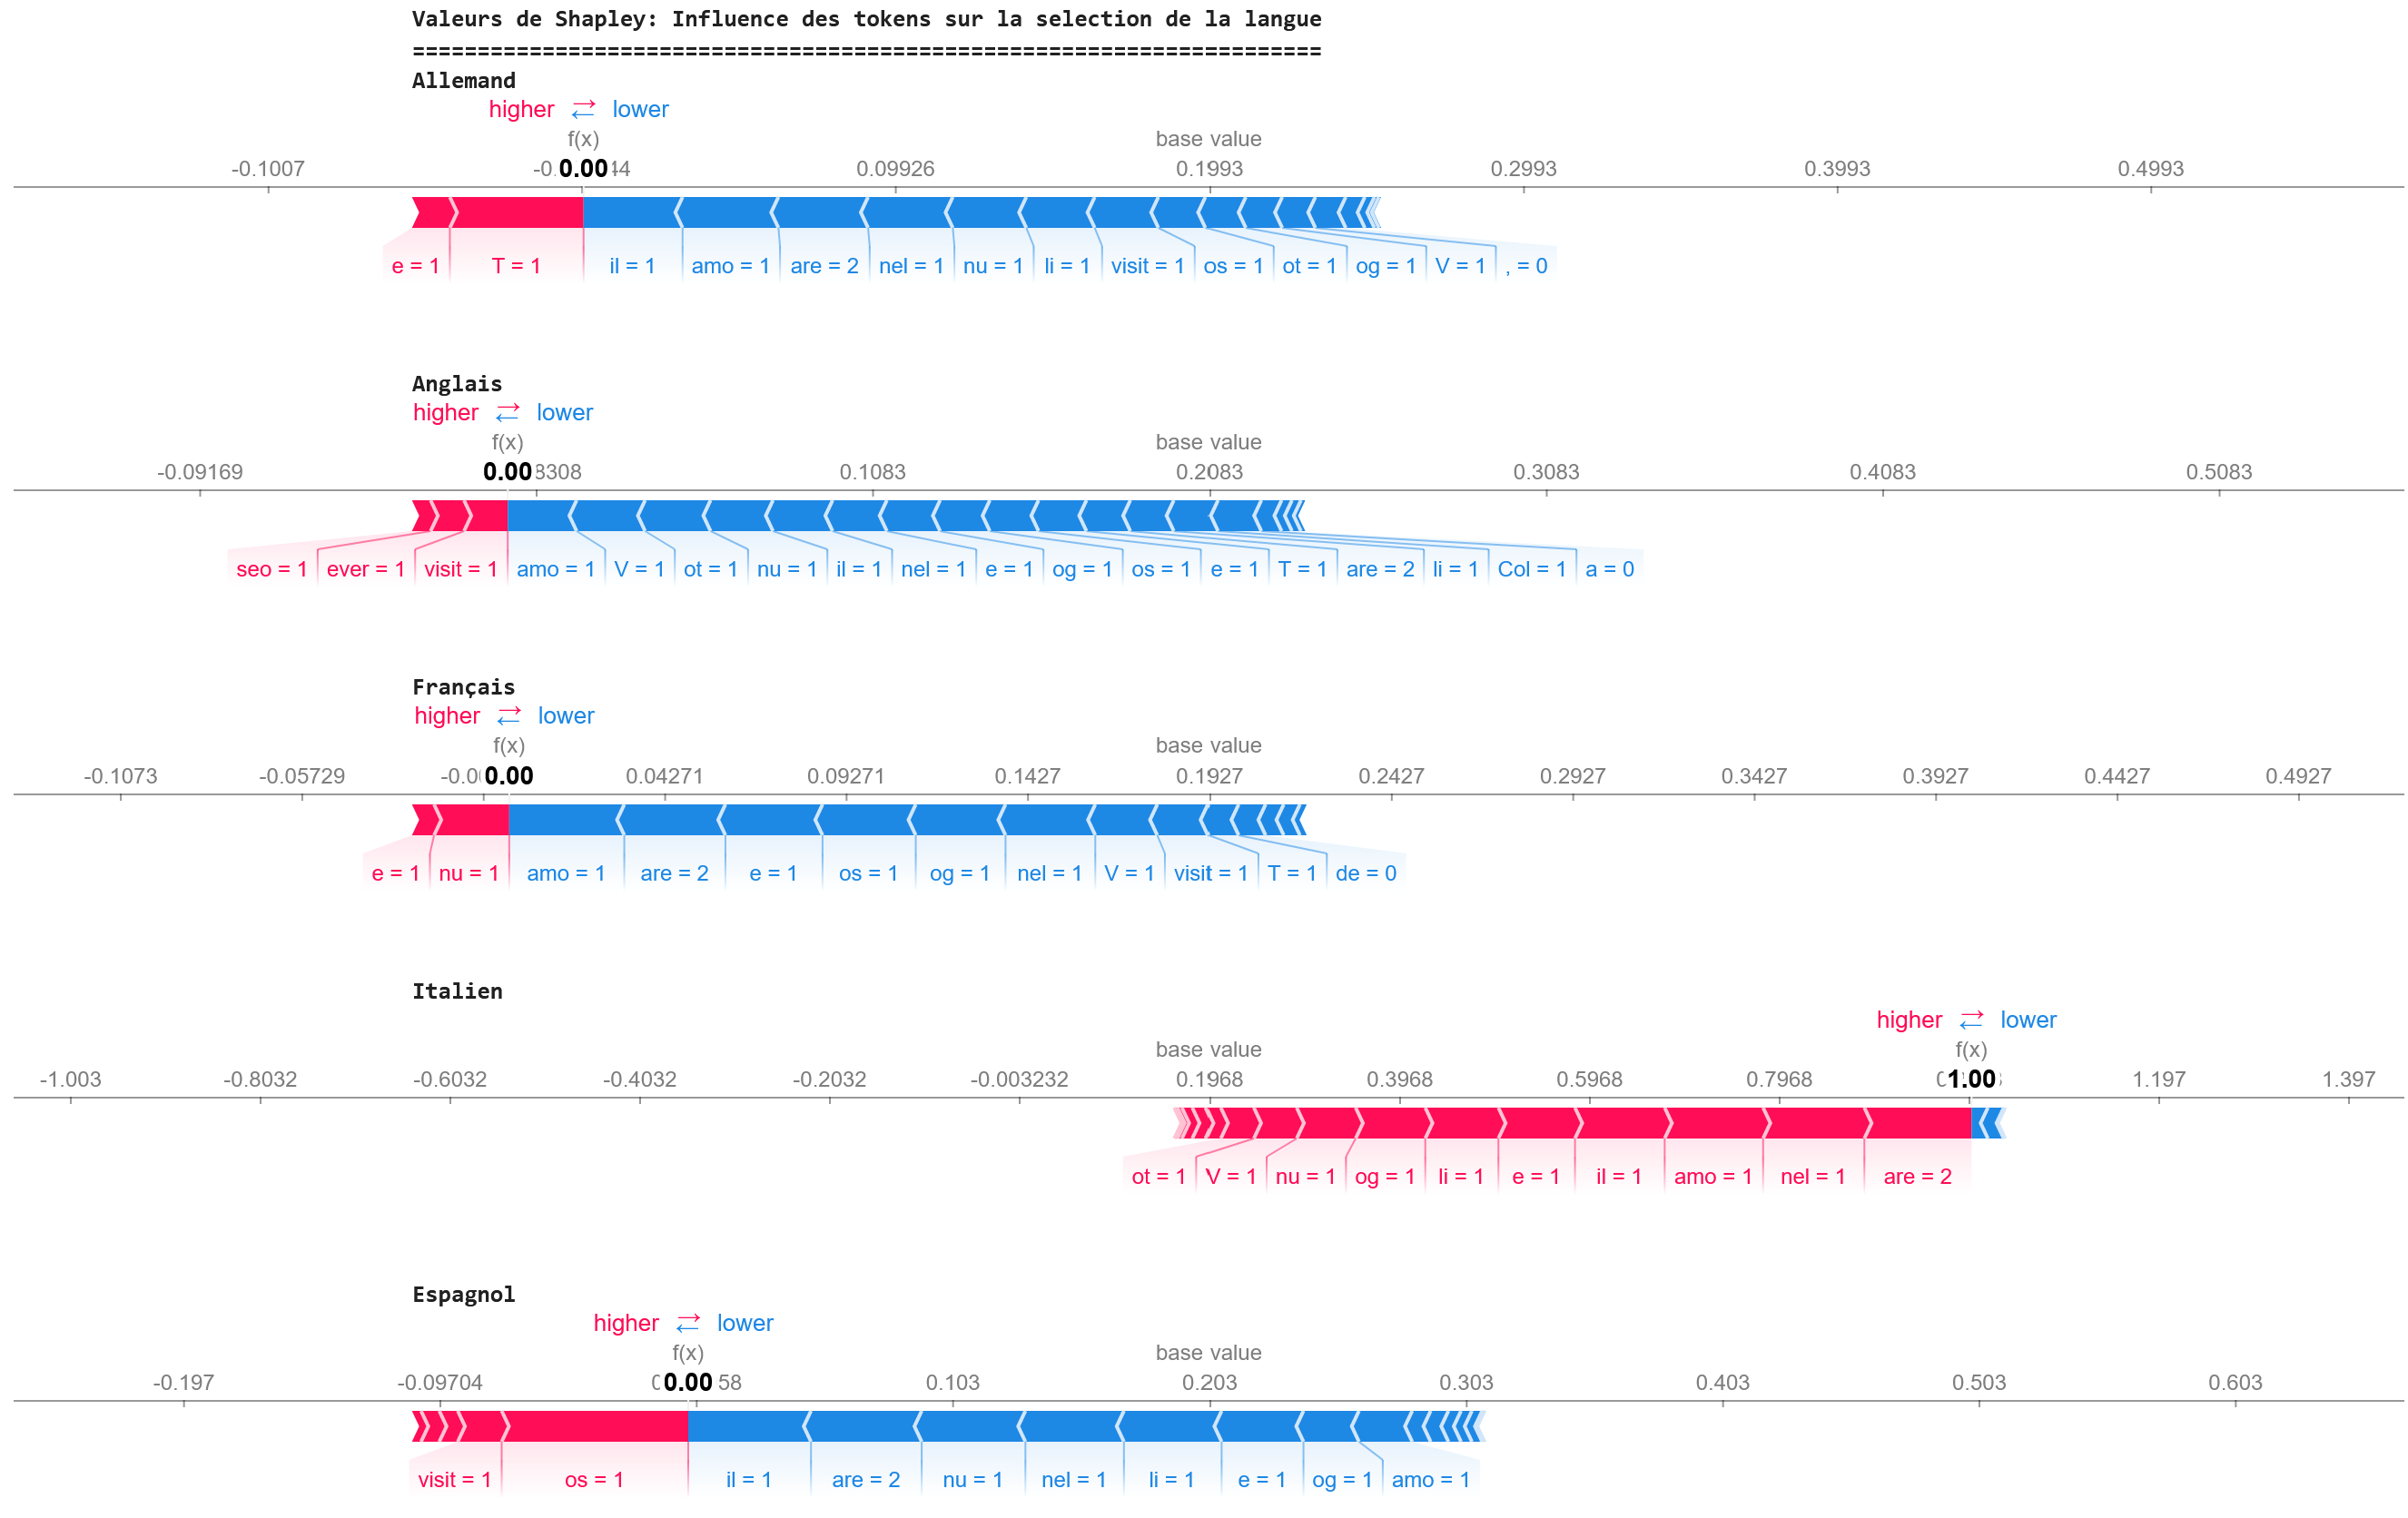 Valeurs de Shapley: Influence des tokens sur la selection de la langue
======================================================================
Allemand
higher ⇄ lower
f(x) base value
-0.1007 0.00 0.09926 0.1993 0.2993 0.3993 0.4993
e = 1 T = 1 il = 1 amo = 1 are = 2 nel = 1 nu = 1 li = 1 visit = 1 os = 1 ot = 1 og = 1 V = 1 , = 0
Anglais
higher ⇄ lower
f(x) base value
-0.09169 0.00 0.1083 0.2083 0.3083 0.4083 0.5083
seo = 1 ever = 1 visit = 1 amo = 1 V = 1 ot = 1 nu = 1 il = 1 nel = 1 e = 1 og = 1 os = 1 e = 1 T = 1 are = 2 li = 1 Col = 1 a = 0
Français
higher ⇄ lower
f(x) base value
-0.1073 -0.05729 0.00 0.04271 0.09271 0.1427 0.1927 0.2427 0.2927 0.3427 0.3927 0.4427 0.4927
e = 1 nu = 1 amo = 1 are = 2 e = 1 os = 1 og = 1 nel = 1 V = 1 visit = 1 T = 1 de = 0
Italien
higher ⇄ lower
base value f(x)
-1.003 -0.8032 -0.6032 -0.4032 -0.2032 -0.003232 0.1968 0.3968 0.5968 0.7968 1.00 1.197 1.397
ot = 1 V = 1 nu = 1 og = 1 li = 1 e = 1 il = 1 amo = 1 nel = 1 are = 2
Espagnol
higher ⇄ lower
f(x) base value
-0.197 -0.09704 0.00 0.103 0.203 0.303 0.403 0.503 0.603
visit = 1 os = 1 il = 1 are = 2 nu = 1 nel = 1 li = 1 e = 1 og = 1 amo = 1